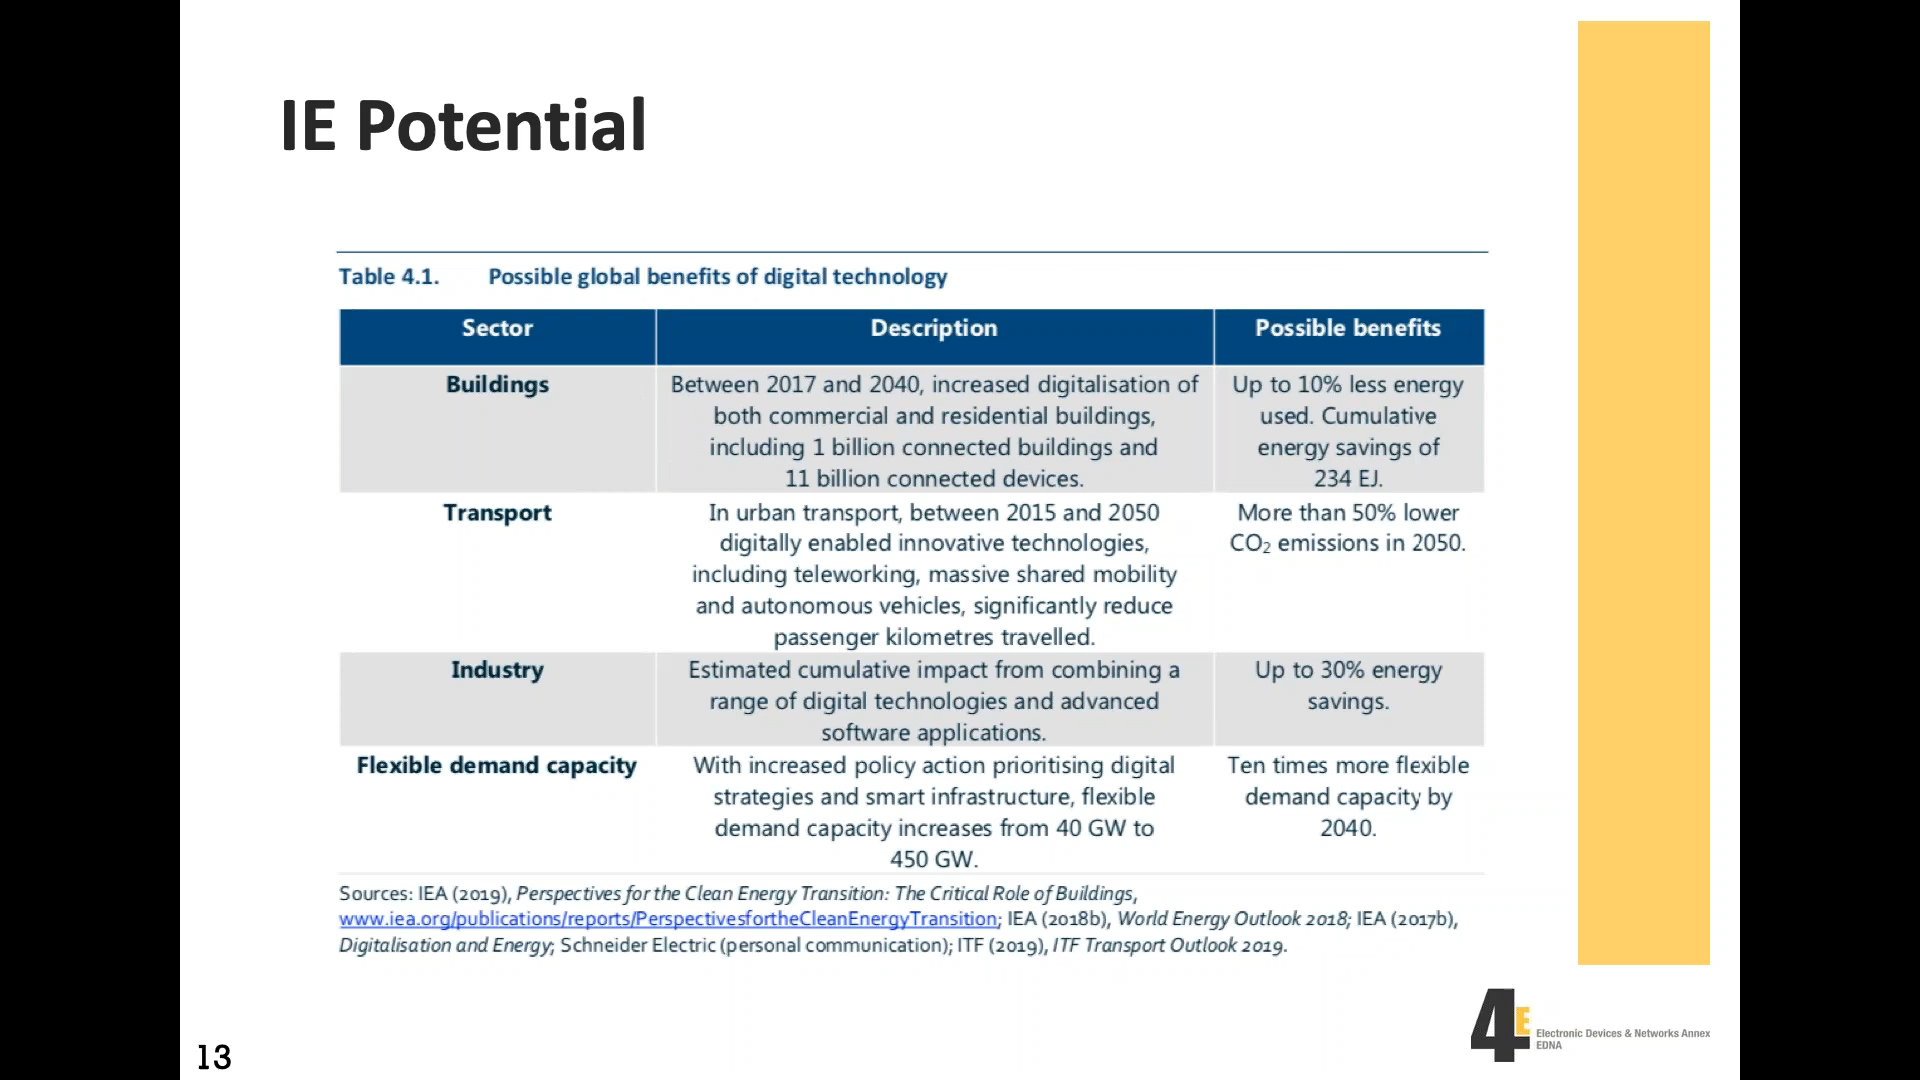 IE Potential
Table 4.1. Possible global benefits of digital technology
Sector Description Possible benefits
Buildings
Between 2017 and 2040, increased digitalisation of
both commercial and residential buildings,
including 1 billion connected buildings and
11 billion connected devices.
Up to 10% less energy
used. Cumulative
energy savings of
234 EJ.
Transport
In urban transport, between 2015 and 2050
digitally enabled innovative technologies,
including teleworking, massive shared mobility
and autonomous vehicles, significantly reduce
passenger kilometres travelled.
More than 50% lower
CO₂ emissions in 2050.
Industry
Estimated cumulative impact from combining a
range of digital technologies and advanced
software applications.
Up to 30% energy
savings.
Flexible demand capacity
With increased policy action prioritising digital
strategies and smart infrastructure, flexible
demand capacity increases from 40 GW to
450 GW.
Ten times more flexible
demand capacity by
2040.
Sources: IEA (2019), Perspectives for the Clean Energy Transition: The Critical Role of Buildings,
www.iea.org/publications/reports/PerspectivesfortheCleanEnergyTransition; IEA (2018b), World Energy Outlook 2018; IEA (2017b),
Digitalisation and Energy; Schneider Electric (personal communication); ITF (2019), ITF Transport Outlook 2019.
4E
Electronic Devices & Networks Annex
EDNA
13